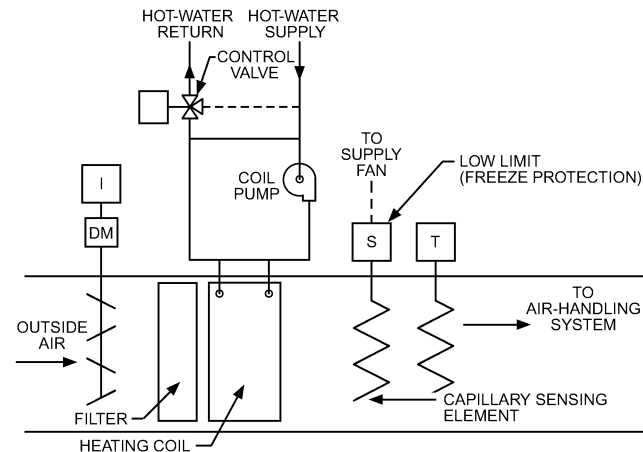 HOT-WATER
RETURN
HOT-WATER
SUPPLY
CONTROL
VALVE
TO
SUPPLY
FAN
LOW LIMIT
(FREEZE PROTECTION)
COIL
PUMP
I
DM
S
T
OUTSIDE
AIR
TO
AIR-HANDLING
SYSTEM
FILTER
CAPILLARY SENSING
ELEMENT
HEATING COIL